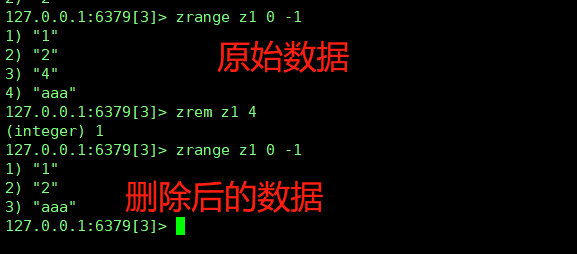 127.0.0.1:6379[3]> zrange z1 0 -1
1) "1"
2) "2"
3) "4"
4) "aaa"
原始数据
127.0.0.1:6379[3]> zrem z1 4
(integer) 1
127.0.0.1:6379[3]> zrange z1 0 -1
1) "1"
2) "2"
3) "aaa"
删除后的数据
127.0.0.1:6379[3]>